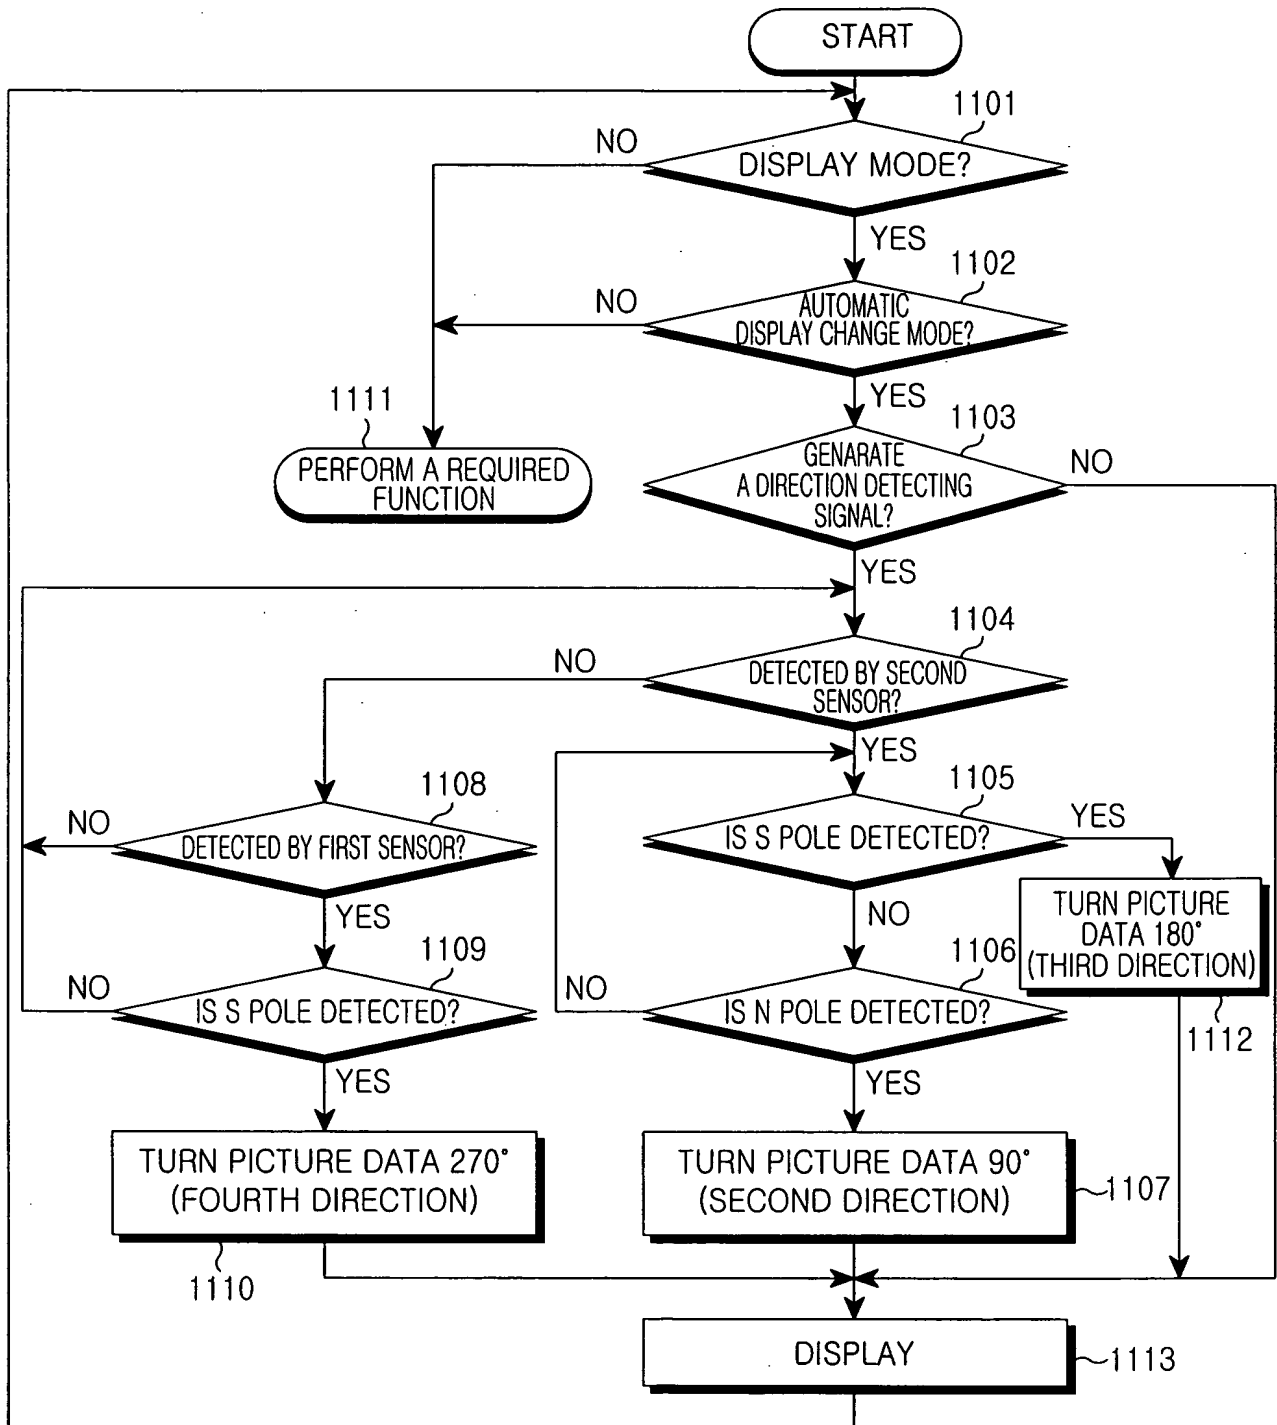 START
1101
NO
DISPLAY MODE?
YES
1102
NO
AUTOMATIC
DISPLAY CHANGE MODE?
YES
1111
1103
PERFORM A REQUIRED
FUNCTION
GENARATE
A DIRECTION DETECTING
SIGNAL?
NO
YES
1104
NO
DETECTED BY SECOND
SENSOR?
YES
1108
1105
NO
DETECTED BY FIRST SENSOR?
IS S POLE DETECTED?
YES
YES
NO
TURN PICTURE
DATA 180°
(THIRD DIRECTION)
1112
1109
1106
NO
IS S POLE DETECTED?
NO
IS N POLE DETECTED?
YES
YES
TURN PICTURE DATA 270°
(FOURTH DIRECTION)
1110
TURN PICTURE DATA 90°
(SECOND DIRECTION)
1107
DISPLAY
1113